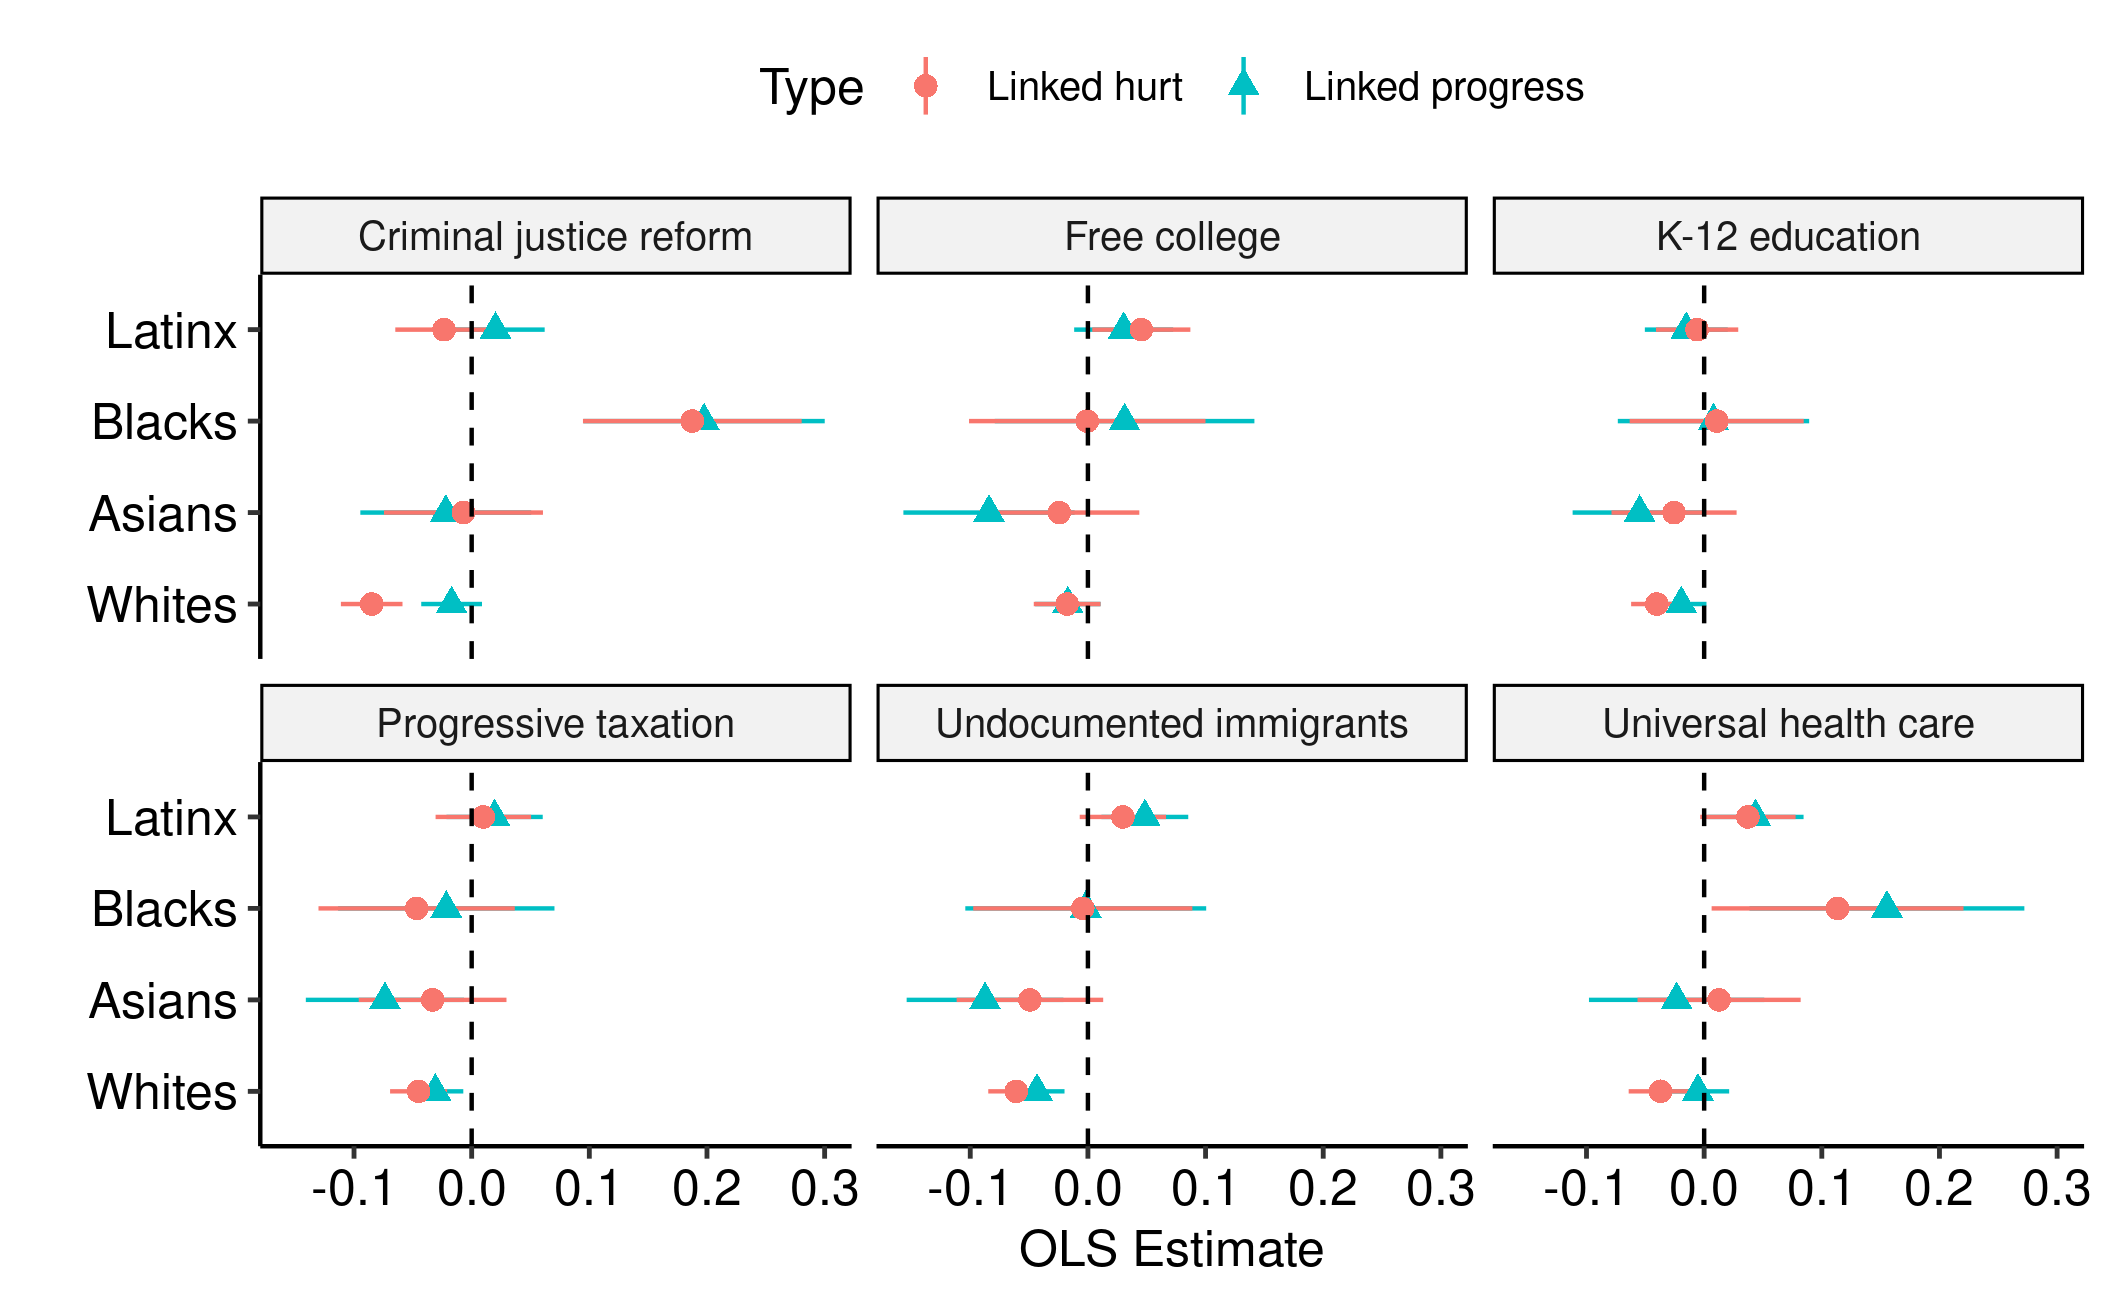 Type Linked hurt Linked progress
Criminal justice reform Free college K-12 education
Latinx
Blacks
Asians
Whites
Progressive taxation Undocumented immigrants Universal health care
Latinx
Blacks
Asians
Whites
-0.1 0.0 0.1 0.2 0.3 -0.1 0.0 0.1 0.2 0.3 -0.1 0.0 0.1 0.2 0.3
OLS Estimate